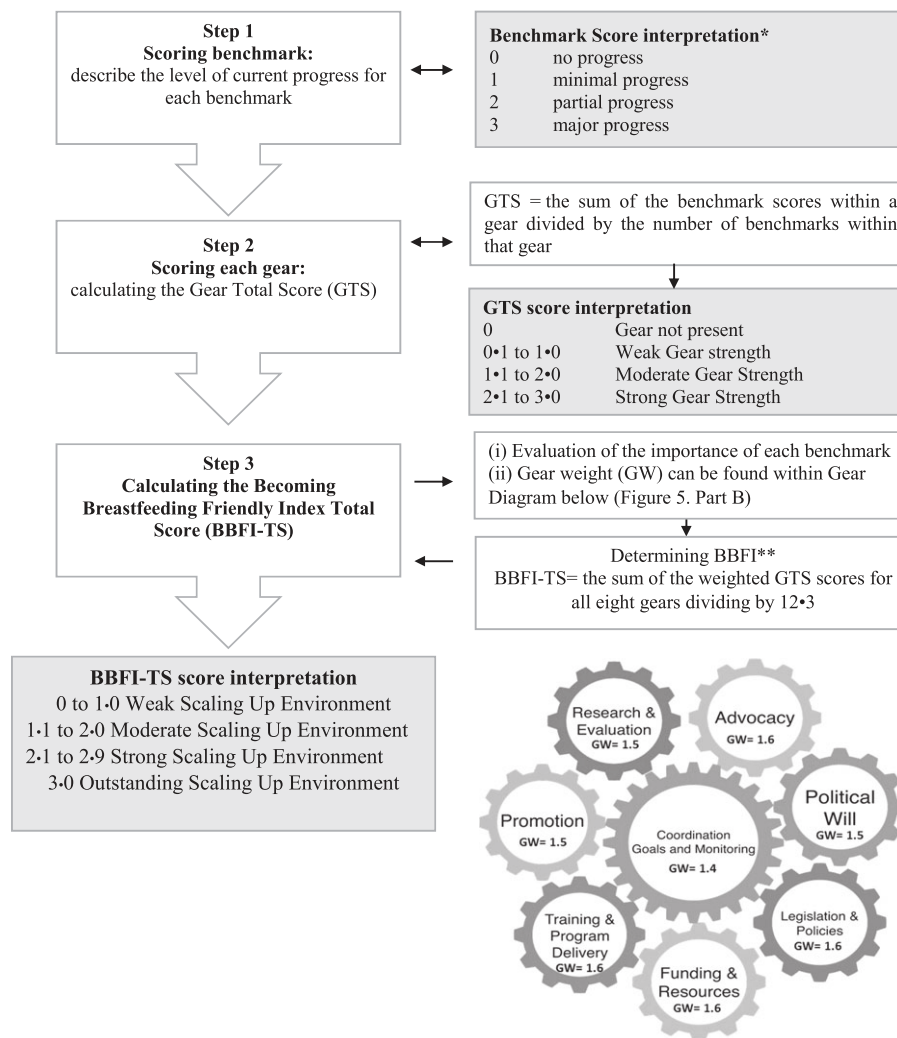 Step 1
Scoring benchmark:
describe the level of current progress for
each benchmark
Benchmark Score interpretation*
0 no progress
1 minimal progress
2 partial progress
3 major progress
Step 2
Scoring each gear:
calculating the Gear Total Score (GTS)
GTS = the sum of the benchmark scores within a
gear divided by the number of benchmarks within
that gear
GTS score interpretation
0 Gear not present
0•1 to 1•0 Weak Gear strength
1•1 to 2•0 Moderate Gear Strength
2•1 to 3•0 Strong Gear Strength
Step 3
Calculating the Becoming
Breastfeeding Friendly Index Total
Score (BBFI-TS)
(i) Evaluation of the importance of each benchmark
(ii) Gear weight (GW) can be found within Gear
Diagram below (Figure 5. Part B)
Determining BBFI**
BBFI-TS= the sum of the weighted GTS scores for
all eight gears dividing by 12•3
BBFI-TS score interpretation
0 to 1•0 Weak Scaling Up Environment
1•1 to 2•0 Moderate Scaling Up Environment
2•1 to 2•9 Strong Scaling Up Environment
3•0 Outstanding Scaling Up Environment
Research &
Evaluation
GW= 1.5
Advocacy
GW= 1.6
Promotion
GW= 1.5
Coordination
Goals and Monitoring
GW= 1.4
Political
Will
GW= 1.5
Training &
Program
Delivery
GW= 1.6
Legislation &
Policies
GW= 1.6
Funding &
Resources
GW= 1.6